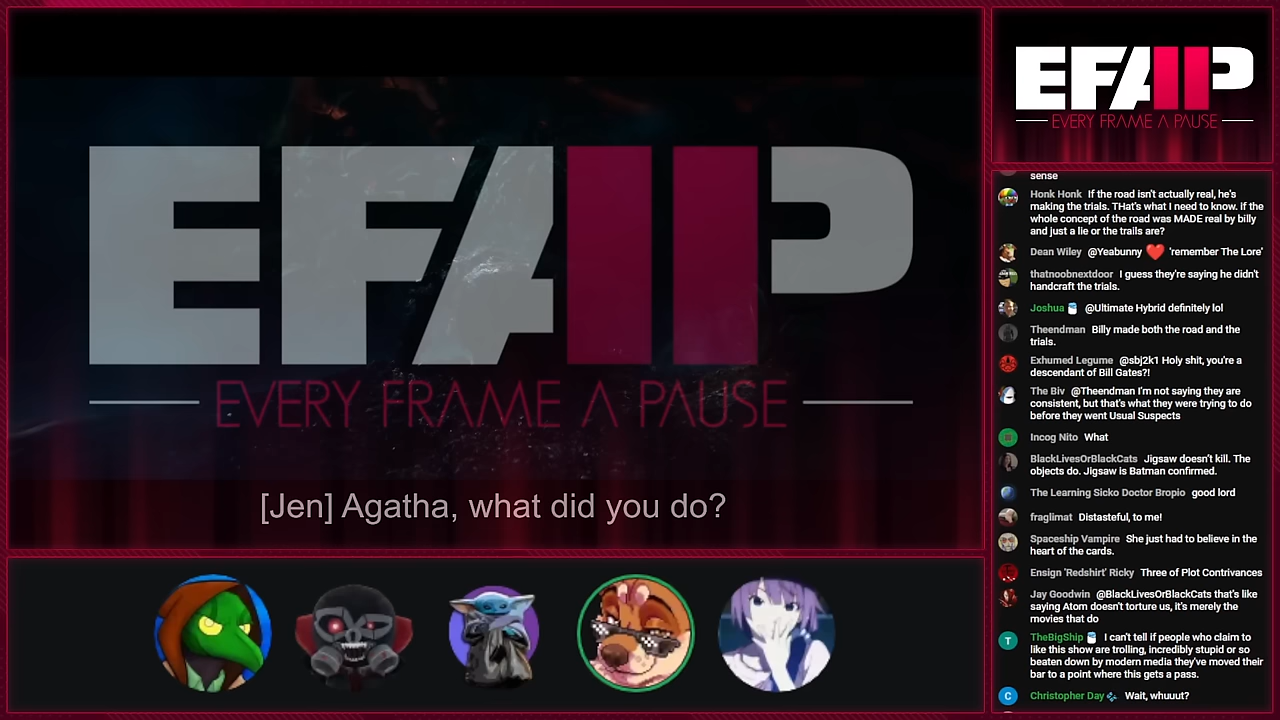 EFAP
EVERY FRAME A PAUSE
[Jen] Agatha, what did you do?
EFAP
EVERY FRAME A PAUSE
sense
Honk Honk If the road isn't actually real, he's
making the trials. THat's what I need to know. if the
whole concept of the road was MADE real by billy
and just a lie or the trails are?
Dean Wiley @Yeabunny ❤️ 'remember The Lore'
thatnoobnextdoor I guess they're saying he didn't
handcraft the trials.
Joshua @Ultimate Hybrid definitely lol
Theendman Billy made both the road and the
trials.
Exhumed Legume @sbj2k1 Holy shit, you're a
descendant of Bill Gates?!
The Biv @Theendman I'm not saying they are
consistent, but that's what they were trying to do
before they went Usual Suspects
Incog Nito What
BlackLivesOrBlackCats Jigsaw doesn't kill. The
objects do. Jigsaw is Batman confirmed.
The Learning Sicko Doctor Bropio good lord
fraglimat Distasteful, to me!
Spaceship Vampire She just had to believe in the
heart of the cards.
Ensign 'Redshirt' Ricky Three of Plot Contrivances
Jay Goodwin @BlackLivesOrBlackCats that's like
saying Atom doesn't torture us, it's merely the
movies that do
T
TheBigShip I can't tell if people who claim to
like this show are trolling, incredibly stupid or so
beaten down by modern media they've moved their
bar to a point where this gets a pass.
C
Christopher Day Wait, whuuut?